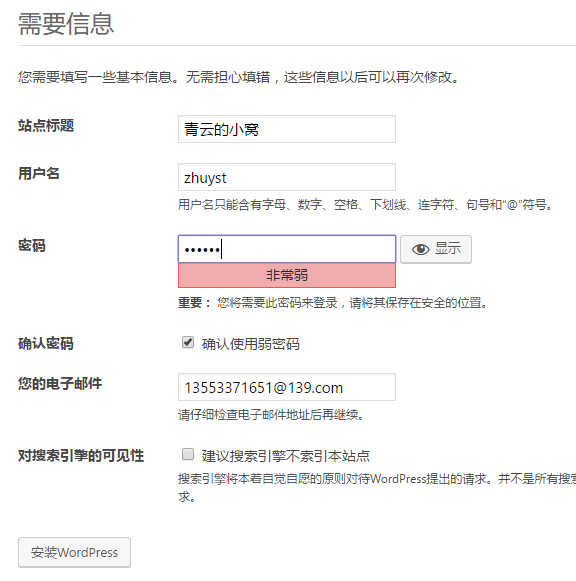 需要信息
您需要填写一些基本信息。无需担心填错，这些信息以后可以再次修改。
站点标题
青云的小窝
用户名
zhuyst
用户名只能含有字母、数字、空格、下划线、连字符、句号和“@”符号。
密码
••••••
显示
非常弱
重要： 您将需要此密码来登录，请将其保存在安全的位置。
确认密码
确认使用弱密码
您的电子邮件
13553371651@139.com
请仔细检查电子邮件地址后再继续。
对搜索引擎的可见性
建议搜索引擎不索引本站点
搜索引擎将本着自觉自愿的原则对待WordPress提出的请求。并不是所有搜索
求。
安装WordPress